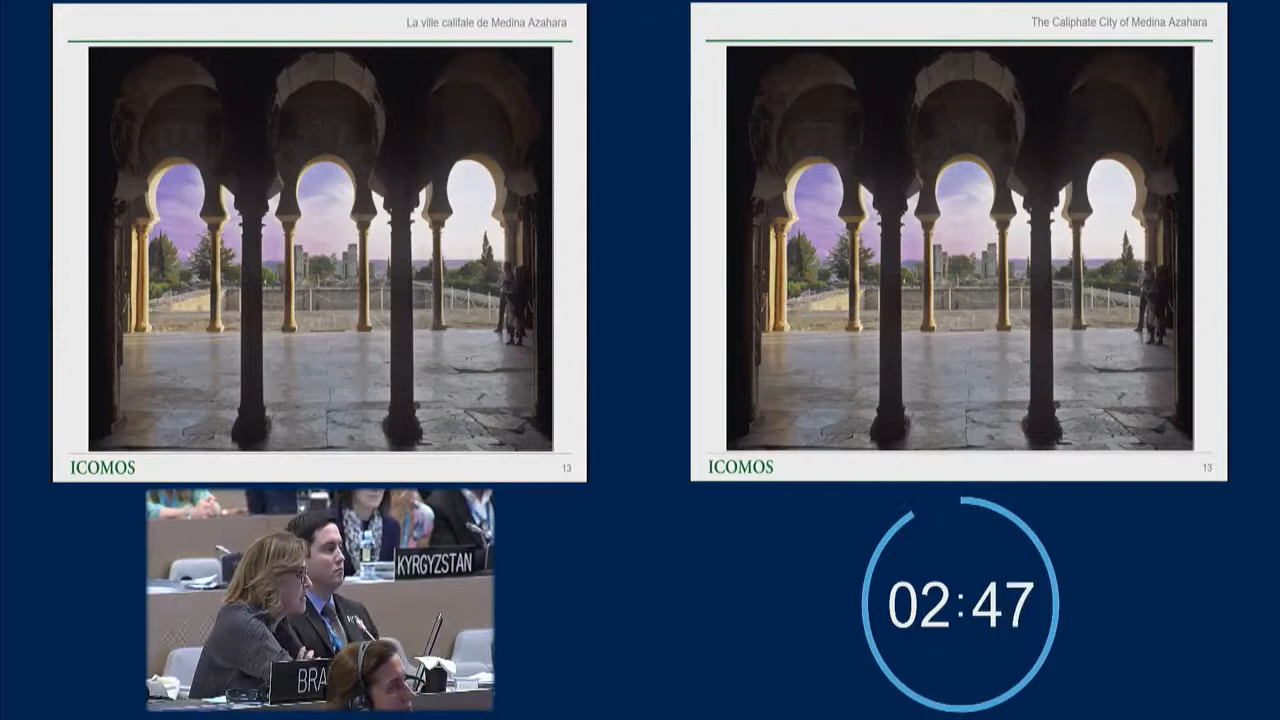 La ville califale de Medina Azahara
ICOMOS
13
The Caliphate City of Medina Azahara
ICOMOS
13
KYRGYZSTAN
BRA
02:47